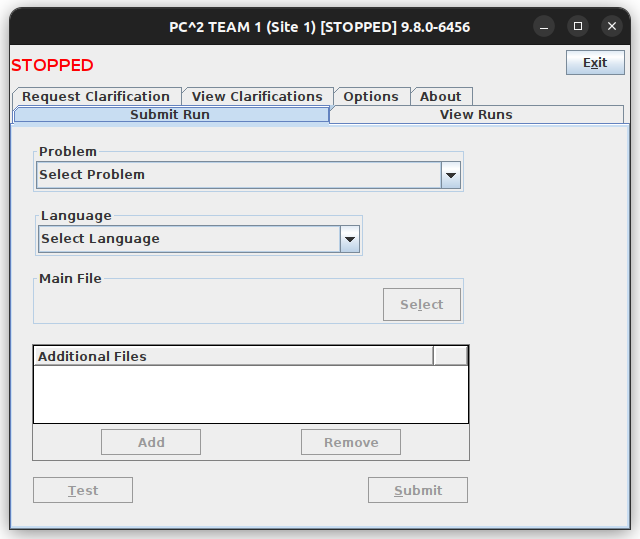 PC^2 TEAM 1 (Site 1) [STOPPED] 9.8.0-6456
STOPPED
Exit
Request Clarification View Clarifications Options About
Submit Run View Runs
Problem
Select Problem
Language
Select Language
Main File
Select
Additional Files
Add Remove
Test Submit